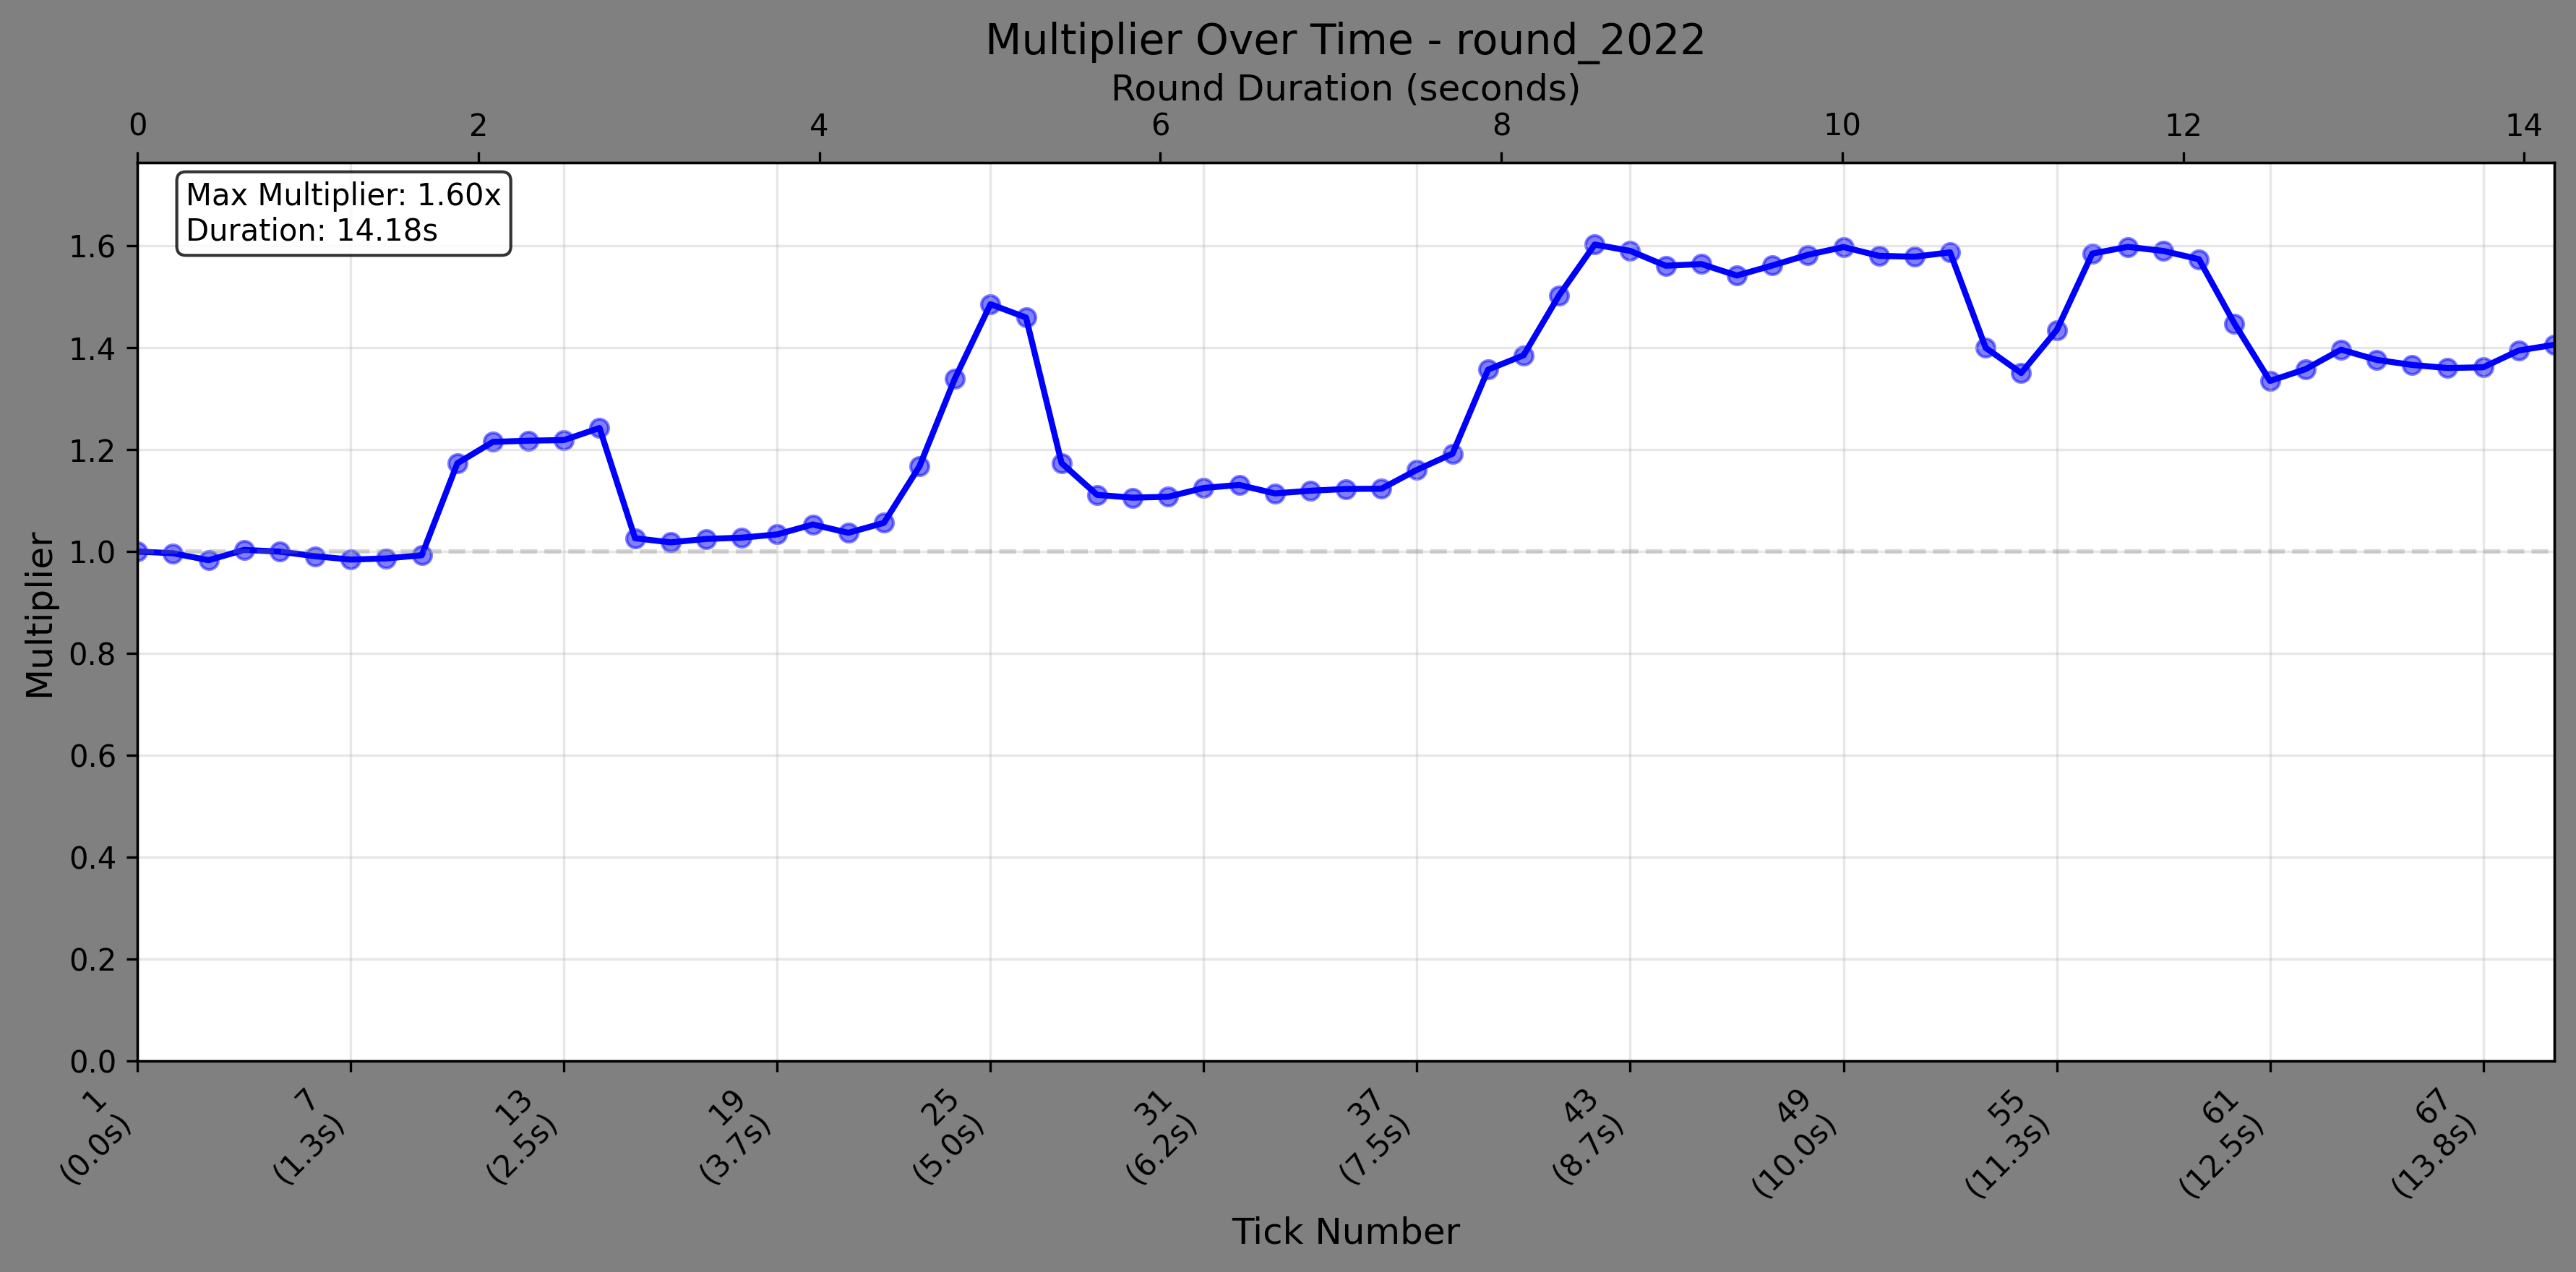 Multiplier Over Time - round_2022
Round Duration (seconds)
0 2 4 6 8 10 12 14
Max Multiplier: 1.60x
Duration: 14.18s
Multiplier
1.6
1.4
1.2
1.0
0.8
0.6
0.4
0.2
0.0
1
(0.0s)
7
(1.3s)
13
(2.5s)
19
(3.7s)
25
(5.0s)
31
(6.2s)
37
(7.5s)
43
(8.7s)
49
(10.0s)
55
(11.3s)
61
(12.5s)
67
(13.8s)
Tick Number